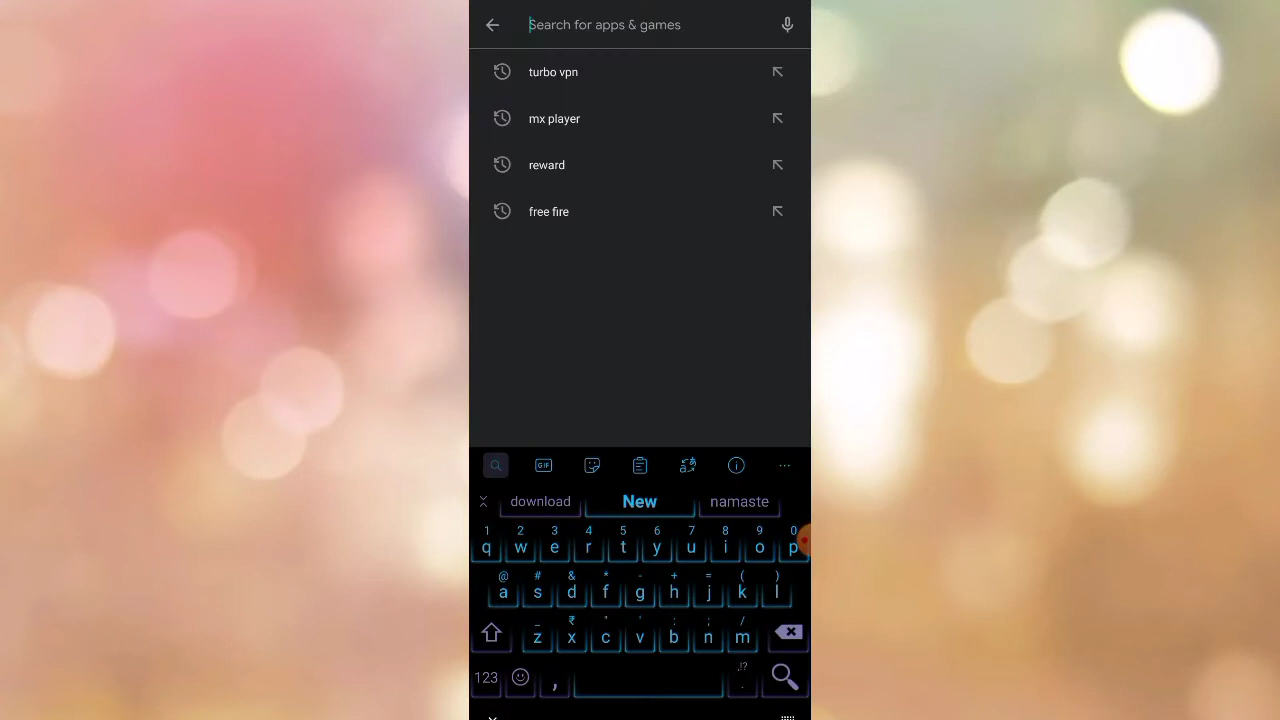 Search for apps & games
turbo vpn
mx player
reward
free fire
GIF
download New namaste
1 2 3 4 5 6 7 8 9 0
q w e r t y u i o p
@ # & * - + = ( )
a s d f g h j k l
_ ₹ " ' : ; /
z x c v b n m
123 , ,!? .